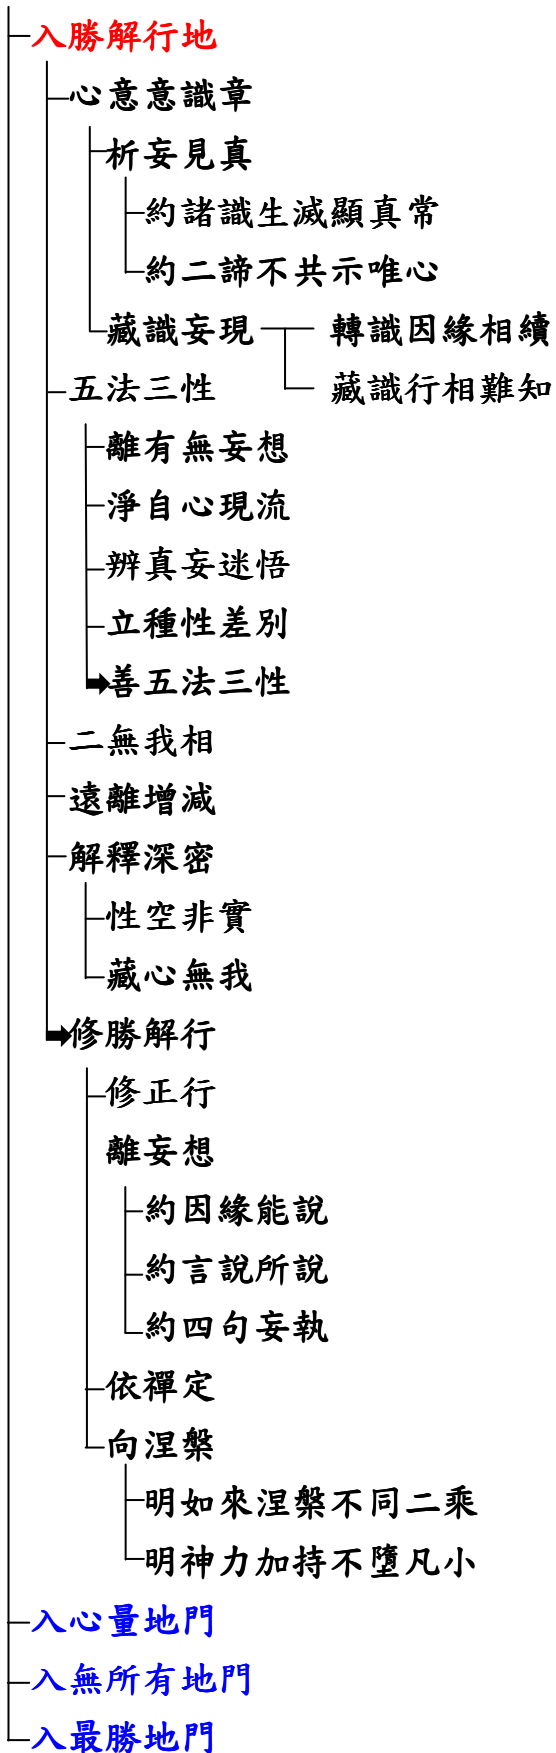 入勝解行地
心意意識章
析妄見真
約諸識生滅顯真常
約二諦不共示唯心
藏識妄現 轉識因緣相續
五法三性 藏識行相難知
離有無妄想
淨自心現流
辨真妄迷悟
立種性差別
善五法三性
二無我相
遠離增減
解釋深密
性空非實
藏心無我
修勝解行
修正行
離妄想
約因緣能說
約言說所說
約四句妄執
依禪定
向涅槃
明如來涅槃不同二乘
明神力加持不墮凡小
入心量地門
入無所有地門
入最勝地門